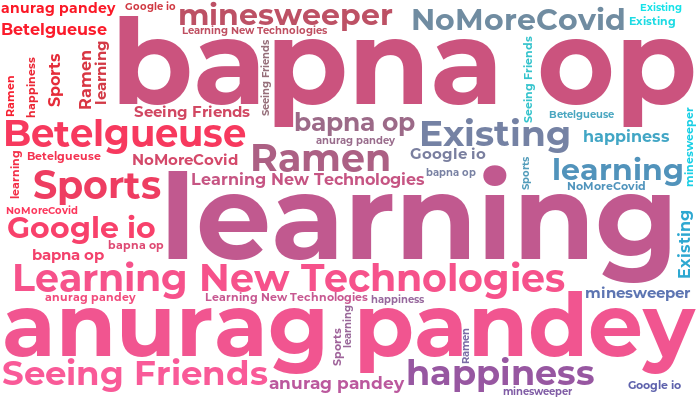 anurag pandey
Google io
minesweeper
NoMoreCovid
Existing
Existing
Betelgueuse
Learning New Technologies
bapna op
Ramen
happiness
Sports
Ramen
learning
Seeing Friends
Seeing Friends
Seeing Friends
Betelgueuse
minesweeper
Betelgueuse
bapna op
anurag pandey
Existing
happiness
learning
Betelgueuse
NoMoreCovid
Ramen
Google io
bapna op
Sports
learning
NoMoreCovid
Sports
Learning New Technologies
learning
NoMoreCovid
Google io
bapna op
bapna op
Existing
Learning New Technologies
anurag pandey
Learning New Technologies
happiness
minesweeper
anurag pandey
Sports
learning
Ramen
Seeing Friends
anurag pandey
happiness
minesweeper
Google io